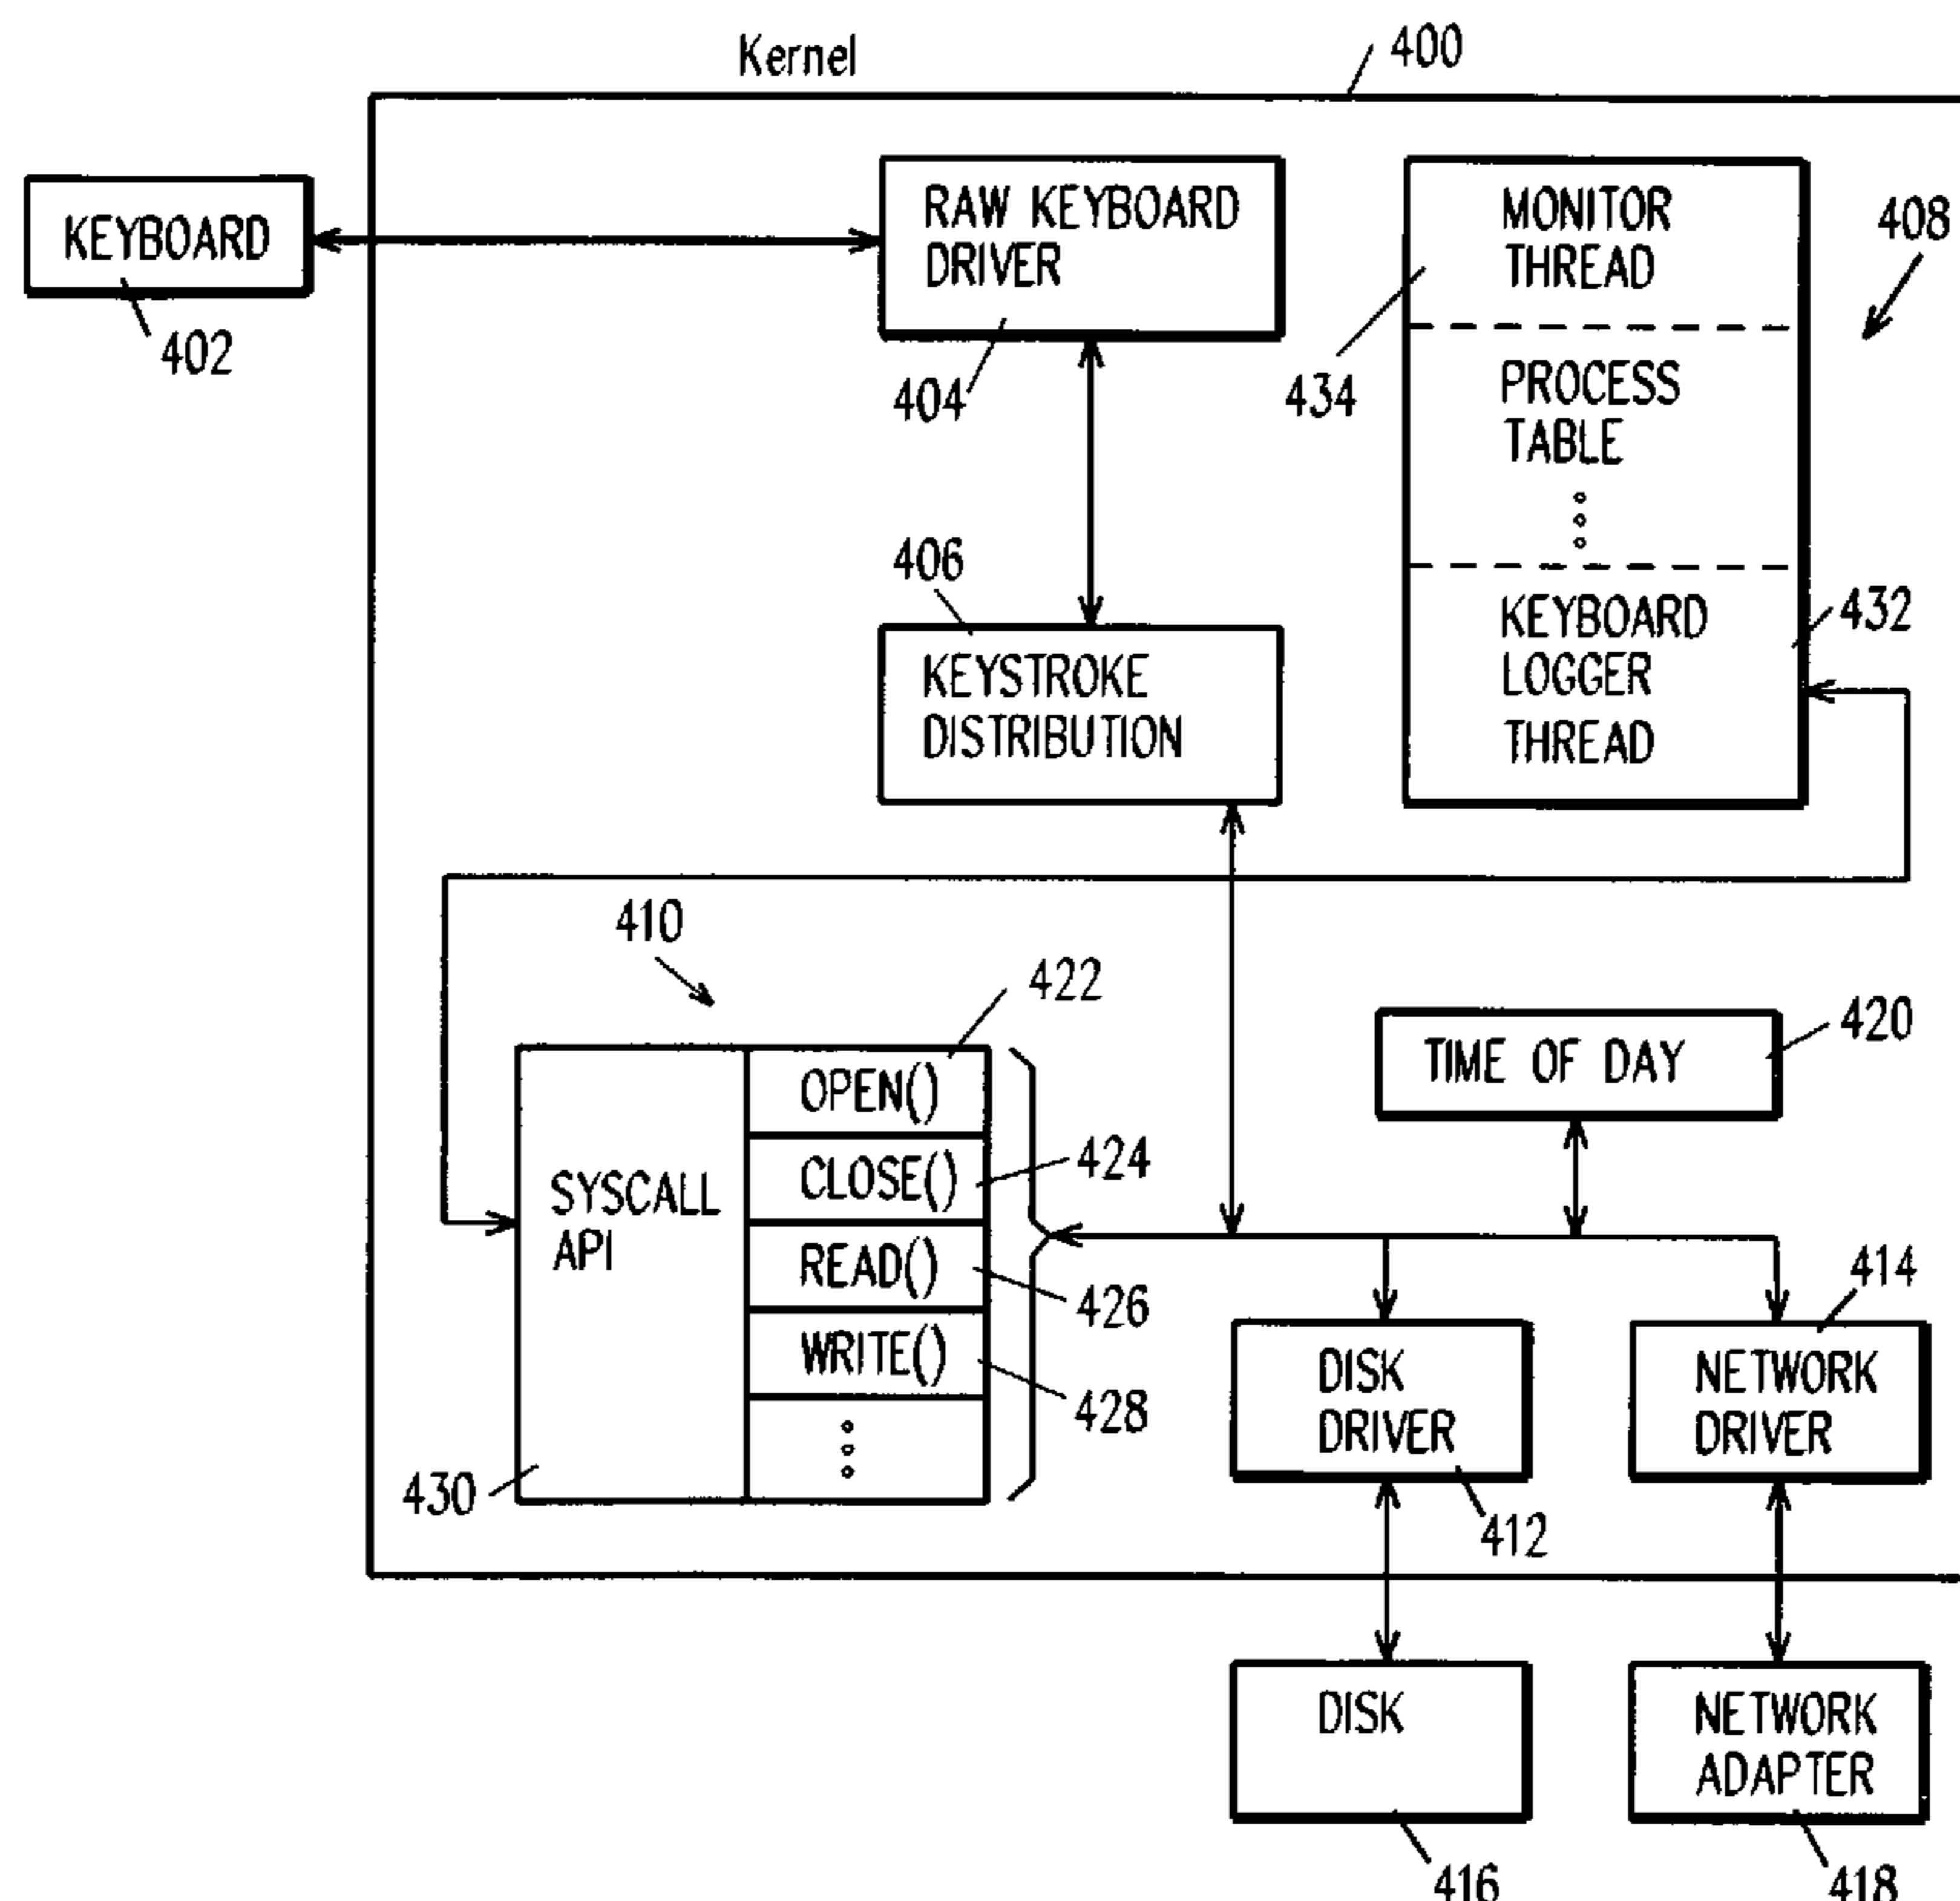 Kernel
400
KEYBOARD
402
RAW KEYBOARD
DRIVER
404
MONITOR
THREAD
434
408
PROCESS
TABLE
KEYBOARD
LOGGER
THREAD
432
406
KEYSTROKE
DISTRIBUTION
410
422
SYSCALL
API
430
OPEN()
CLOSE()
424
READ()
426
WRITE()
428
TIME OF DAY
420
414
DISK
DRIVER
412
NETWORK
DRIVER
DISK
416
NETWORK
ADAPTER
418